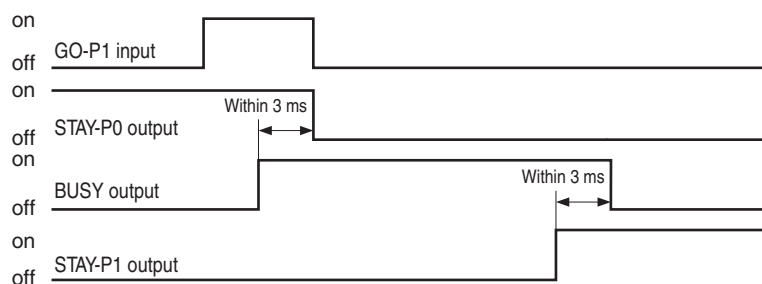 on
GO-P1 input
off
on
Within 3 ms
STAY-P0 output
off
on
Within 3 ms
BUSY output
off
on
STAY-P1 output
off